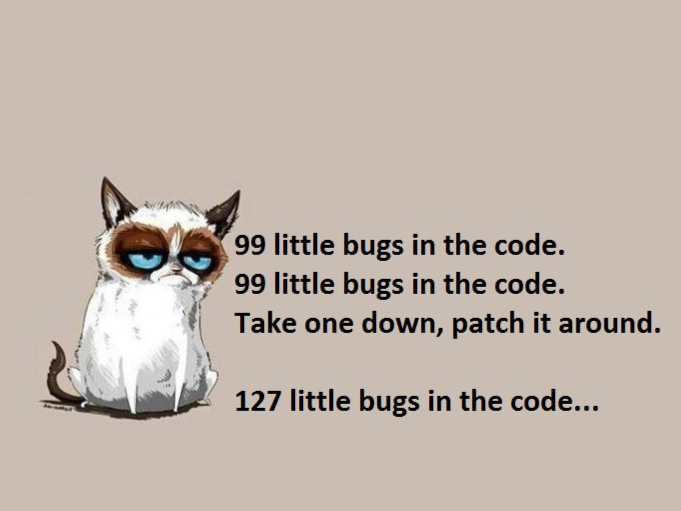 99 little bugs in the code.
99 little bugs in the code.
Take one down, patch it around.
127 little bugs in the code...